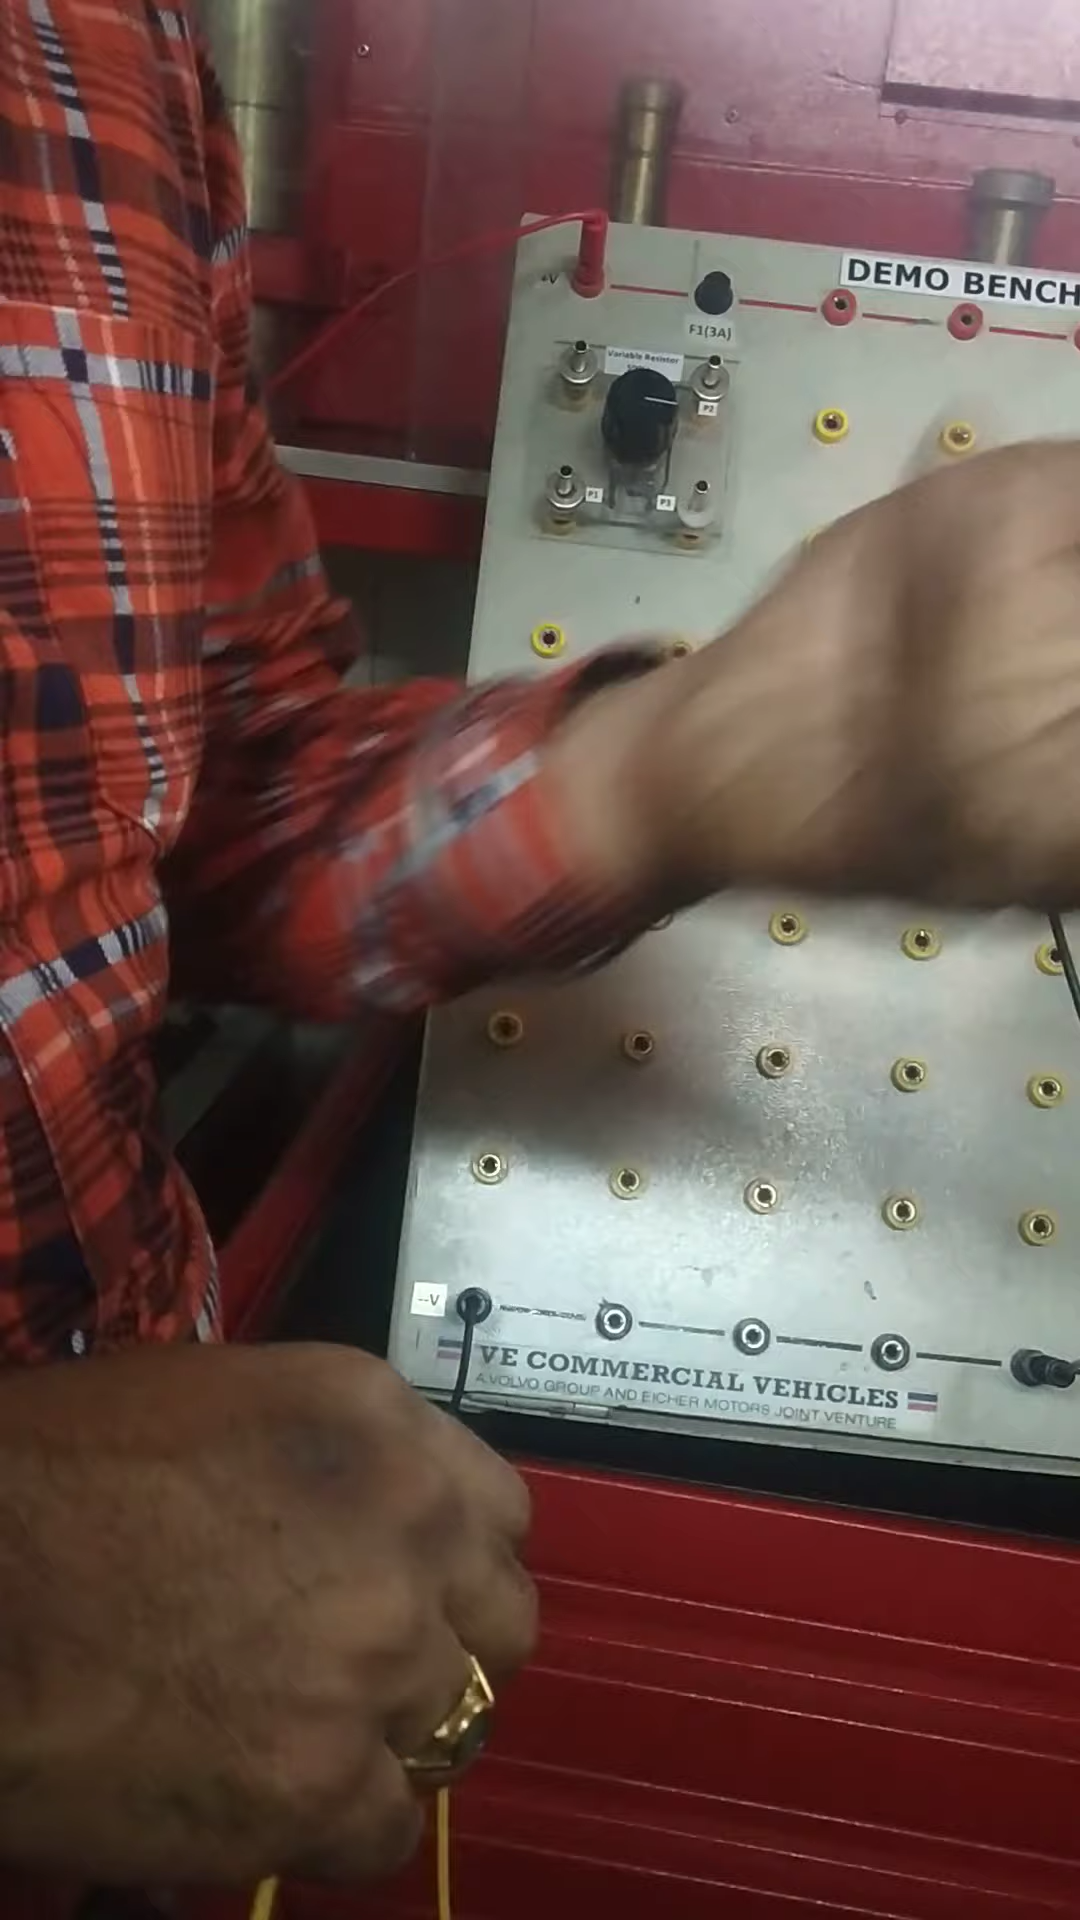 DEMO BENCH
+V
F1(3A)
Variable Resistor
P2
P1
P3
--V
VE COMMERCIAL VEHICLES
A VOLVO GROUP AND EICHER MOTORS JOINT VENTURE